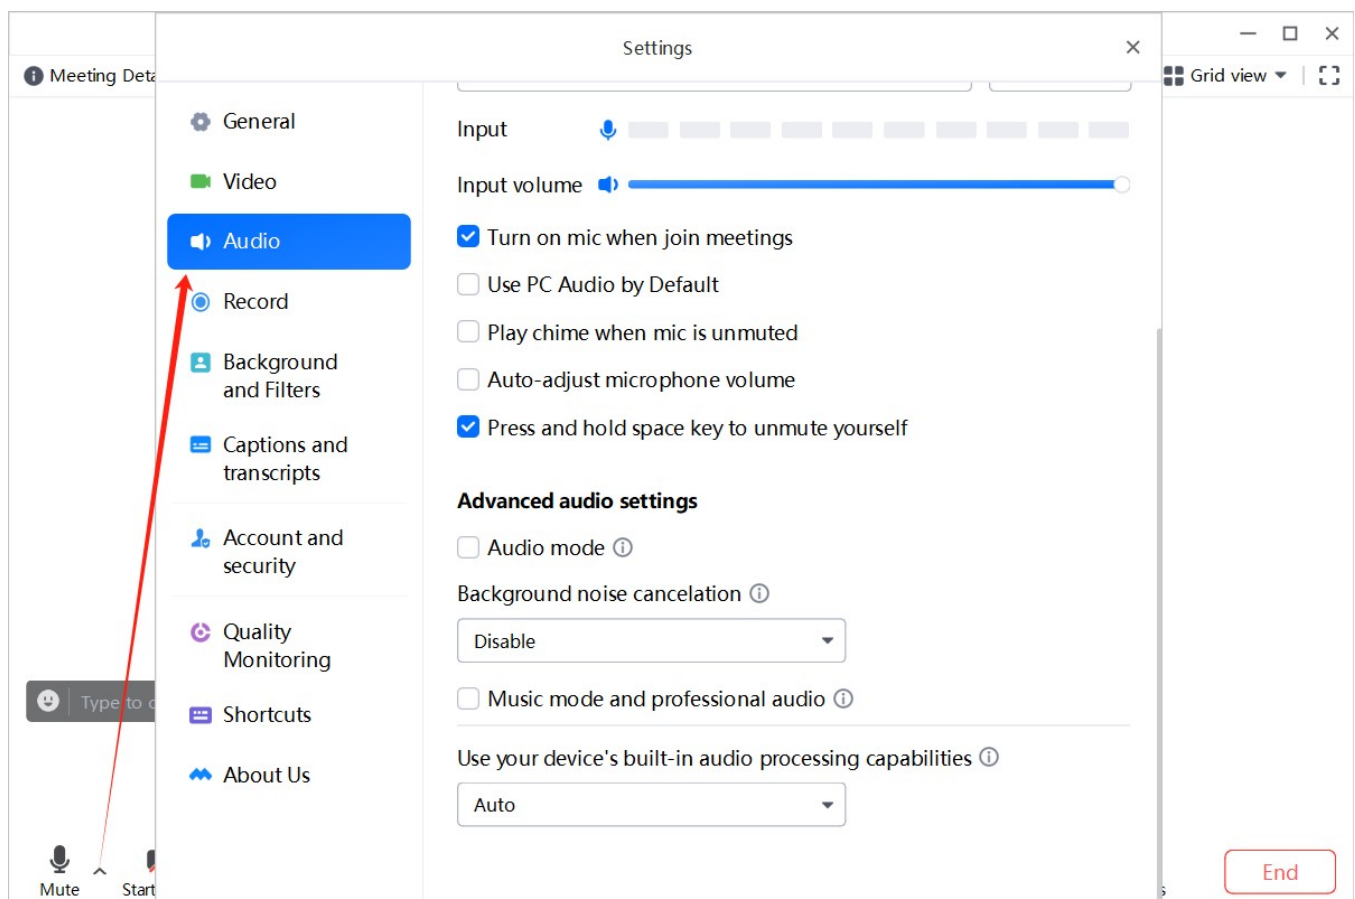 Settings
Meeting Deta
Grid view
General
Video
Audio
Record
Background
and Filters
Captions and
transcripts
Account and
security
Quality
Monitoring
Shortcuts
About Us
Input
Input volume
Turn on mic when join meetings
Use PC Audio by Default
Play chime when mic is unmuted
Auto-adjust microphone volume
Press and hold space key to unmute yourself
Advanced audio settings
Audio mode
Background noise cancelation
Disable
Music mode and professional audio
Use your device's built-in audio processing capabilities
Auto
Type to c
Mute
Start
s
End